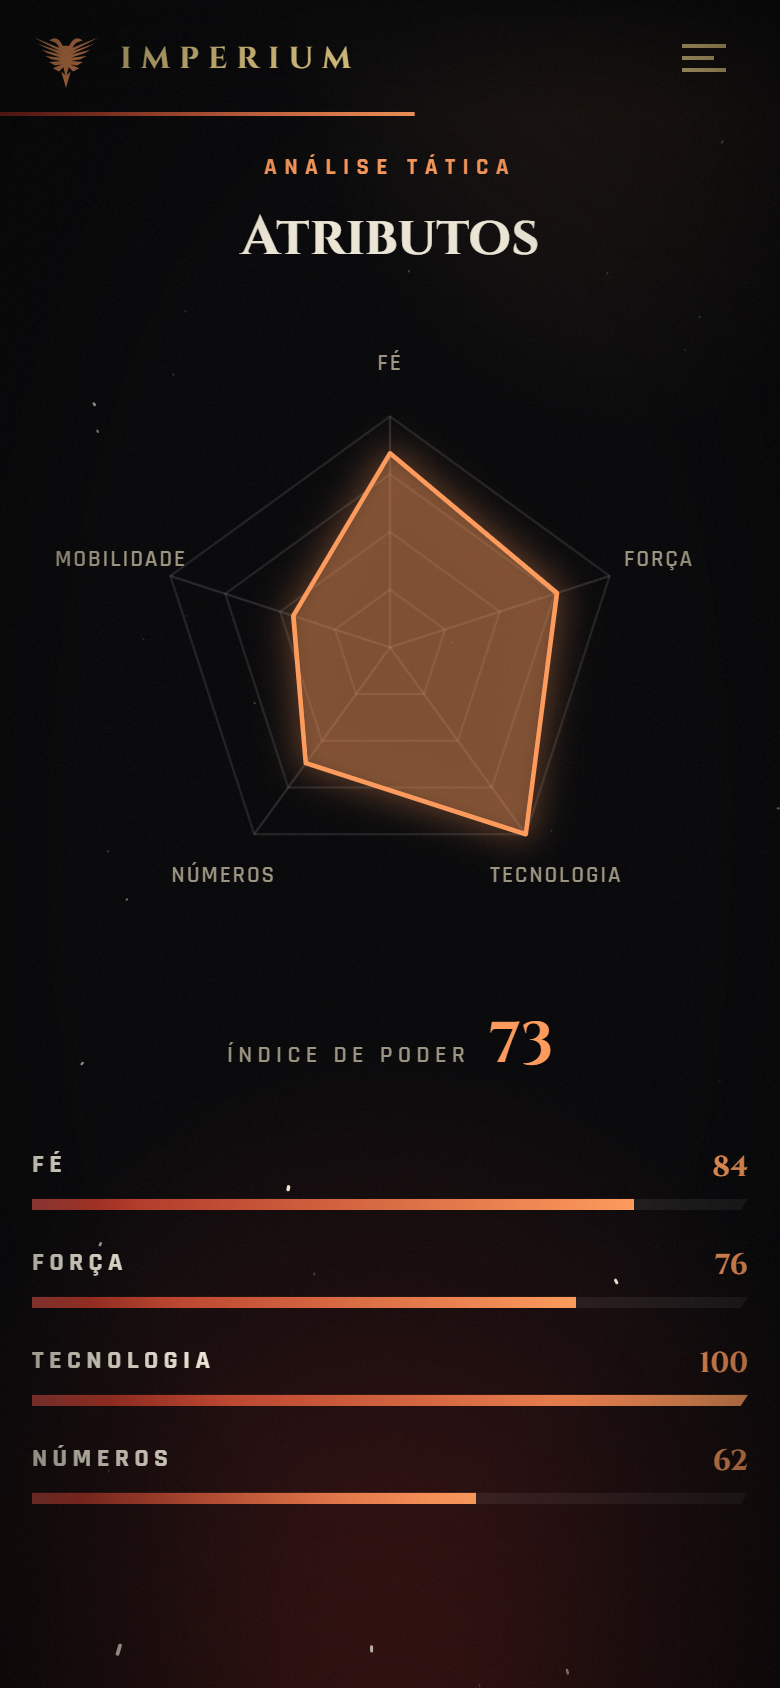 IMPERIUM
ANÁLISE TÁTICA
ATRIBUTOS
FÉ
MOBILIDADE
FORÇA
NÚMEROS
TECNOLOGIA
ÍNDICE DE PODER 73
FÉ 84
FORÇA 76
TECNOLOGIA 100
NÚMEROS 62